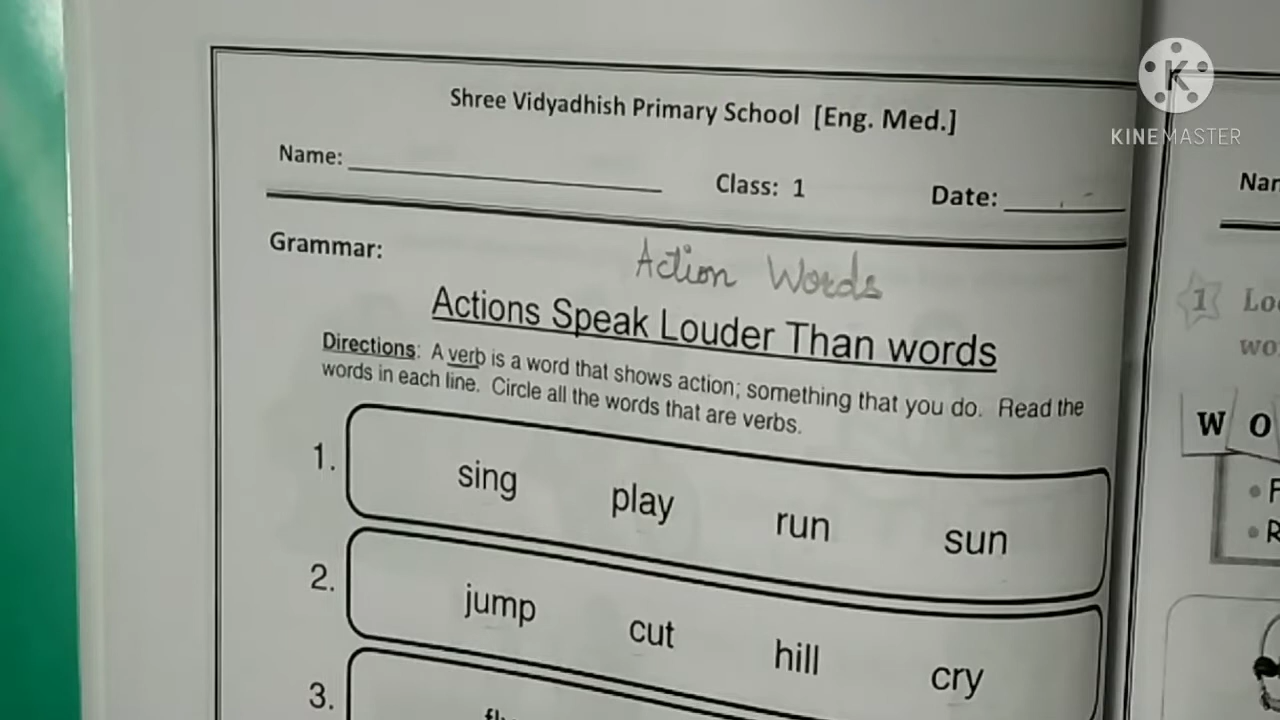 Shree Vidyadhish Primary School [Eng. Med.]
Name: Class: 1 Date:
Grammar:
Action Words
Actions Speak Louder Than words
Directions: A verb is a word that shows action; something that you do. Read the
words in each line. Circle all the words that are verbs.
1. sing play run sun
2. jump cut hill cry
3.
KINEMASTER
1
W O